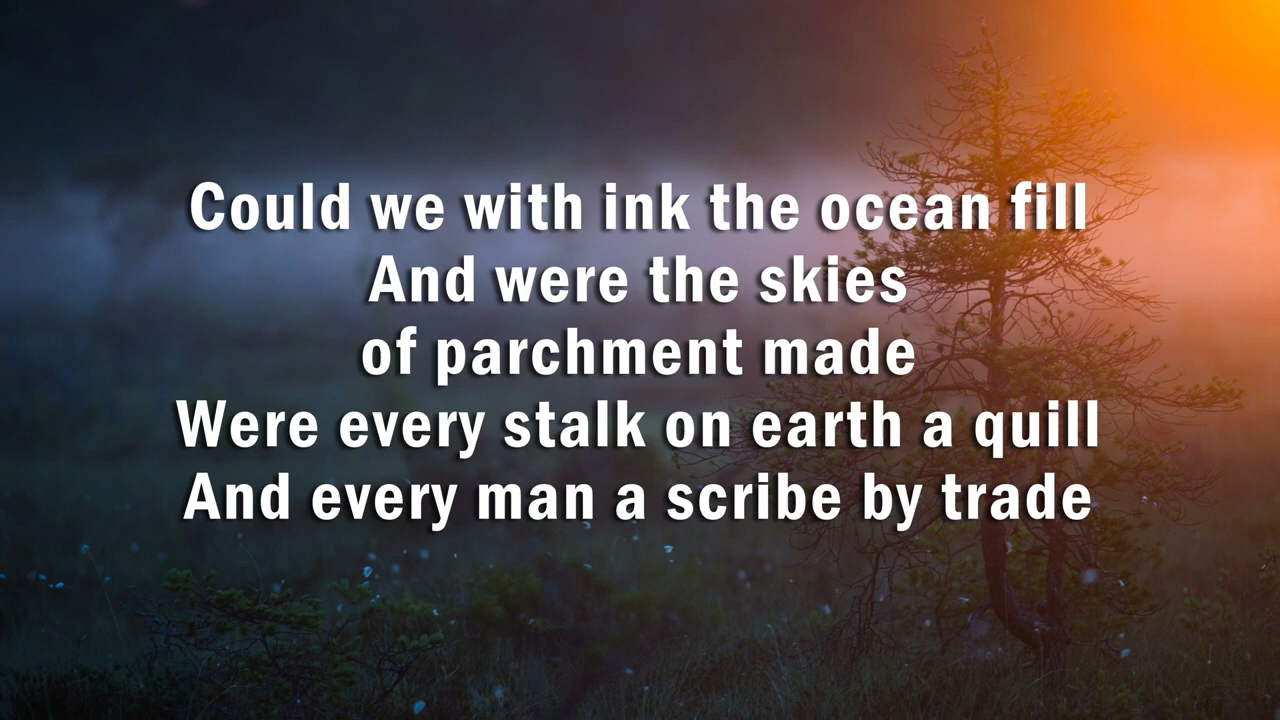 Could we with ink the ocean fill
And were the skies
of parchment made
Were every stalk on earth a quill
And every man a scribe by trade